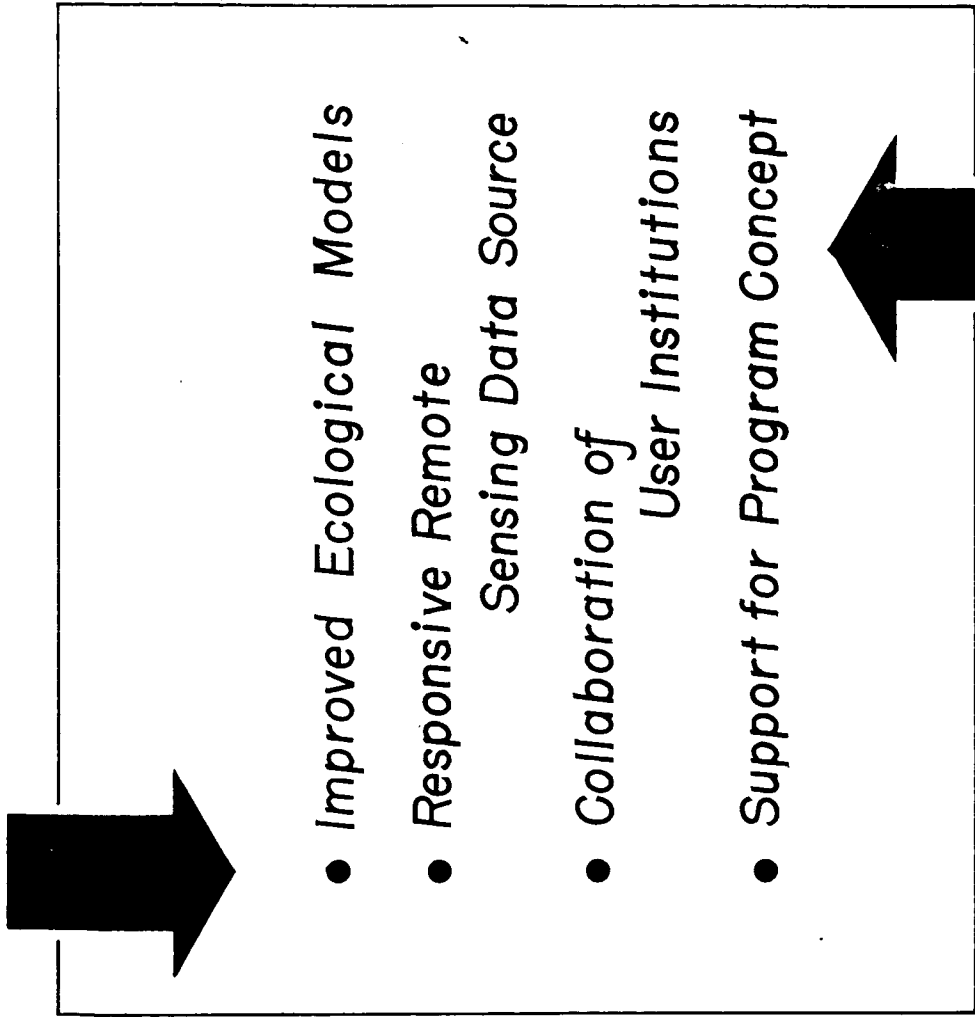 ● Improved Ecological Models
● Responsive Remote
Sensing Data Source
● Collaboration of
User Institutions
● Support for Program Concept